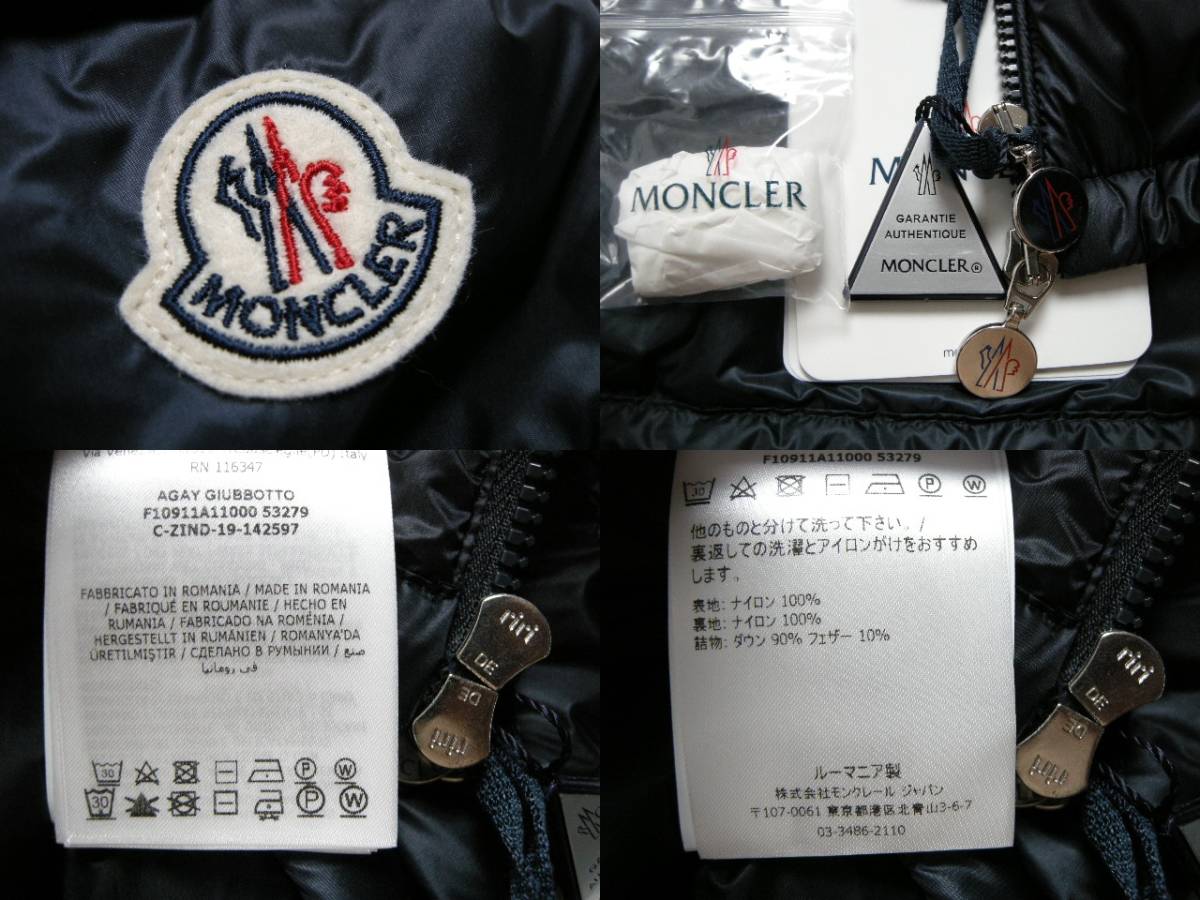 MONCLER
MONCLER
GARANTIE
AUTHENTIQUE
MONCLER®
RN 116347
AGAY GIUBBOTTO
F10911A11000 53279
C-ZIND-19-142597
FABBRICATO IN ROMANIA / MADE IN ROMANIA
/ FABRIQUÉ EN ROUMANIE / HECHO EN
RUMANIA / FABRICADO NA ROMÉNIA /
HERGESTELLT IN RUMÄNIEN / ROMANYA'DA
ÜRETILMIŞTIR / СДЕЛАНО В РУМЫНИИ / صنع
في رومانيا
30
P W
30
P W
riri
DE
DE
riri
F10911A11000 53279
30
P W
他のものと分けて洗って下さい。/
裏返しての洗濯とアイロンがけをおすすめ
します。
表地: ナイロン 100%
裏地: ナイロン 100%
詰物: ダウン 90% フェザー 10%
ルーマニア製
株式会社モンクレール ジャパン
〒107-0061 東京都港区北青山3-6-7
03-3486-2110
riri
DE
DE
riri